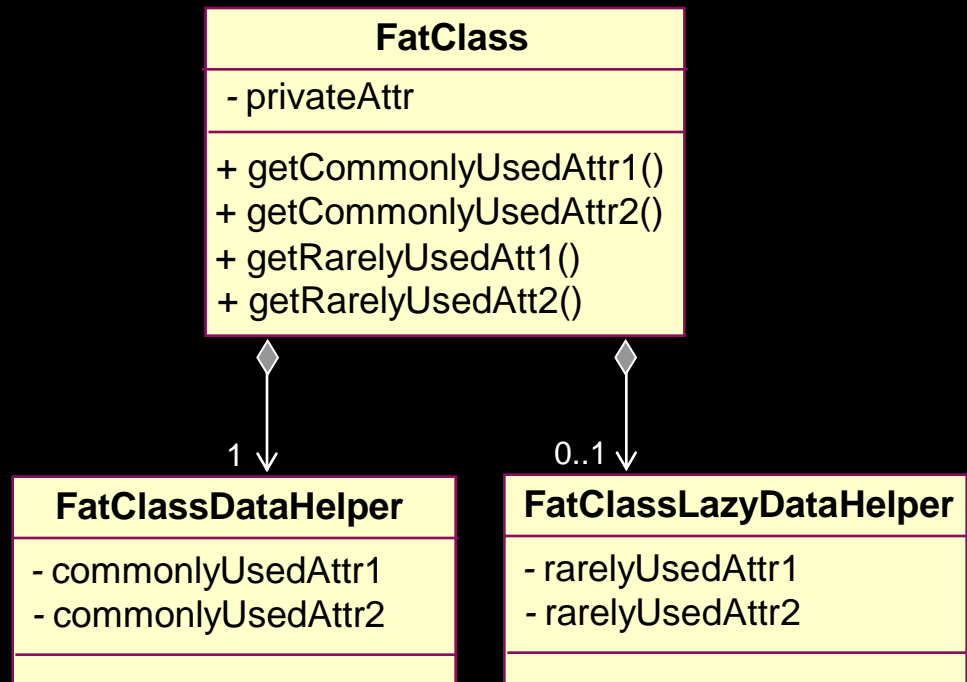 FatClass
- privateAttr
+ getCommonlyUsedAttr1()
+ getCommonlyUsedAttr2()
+ getRarelyUsedAtt1()
+ getRarelyUsedAtt2()
1
0..1
FatClassDataHelper
- commonlyUsedAttr1
- commonlyUsedAttr2
FatClassLazyDataHelper
- rarelyUsedAttr1
- rarelyUsedAttr2